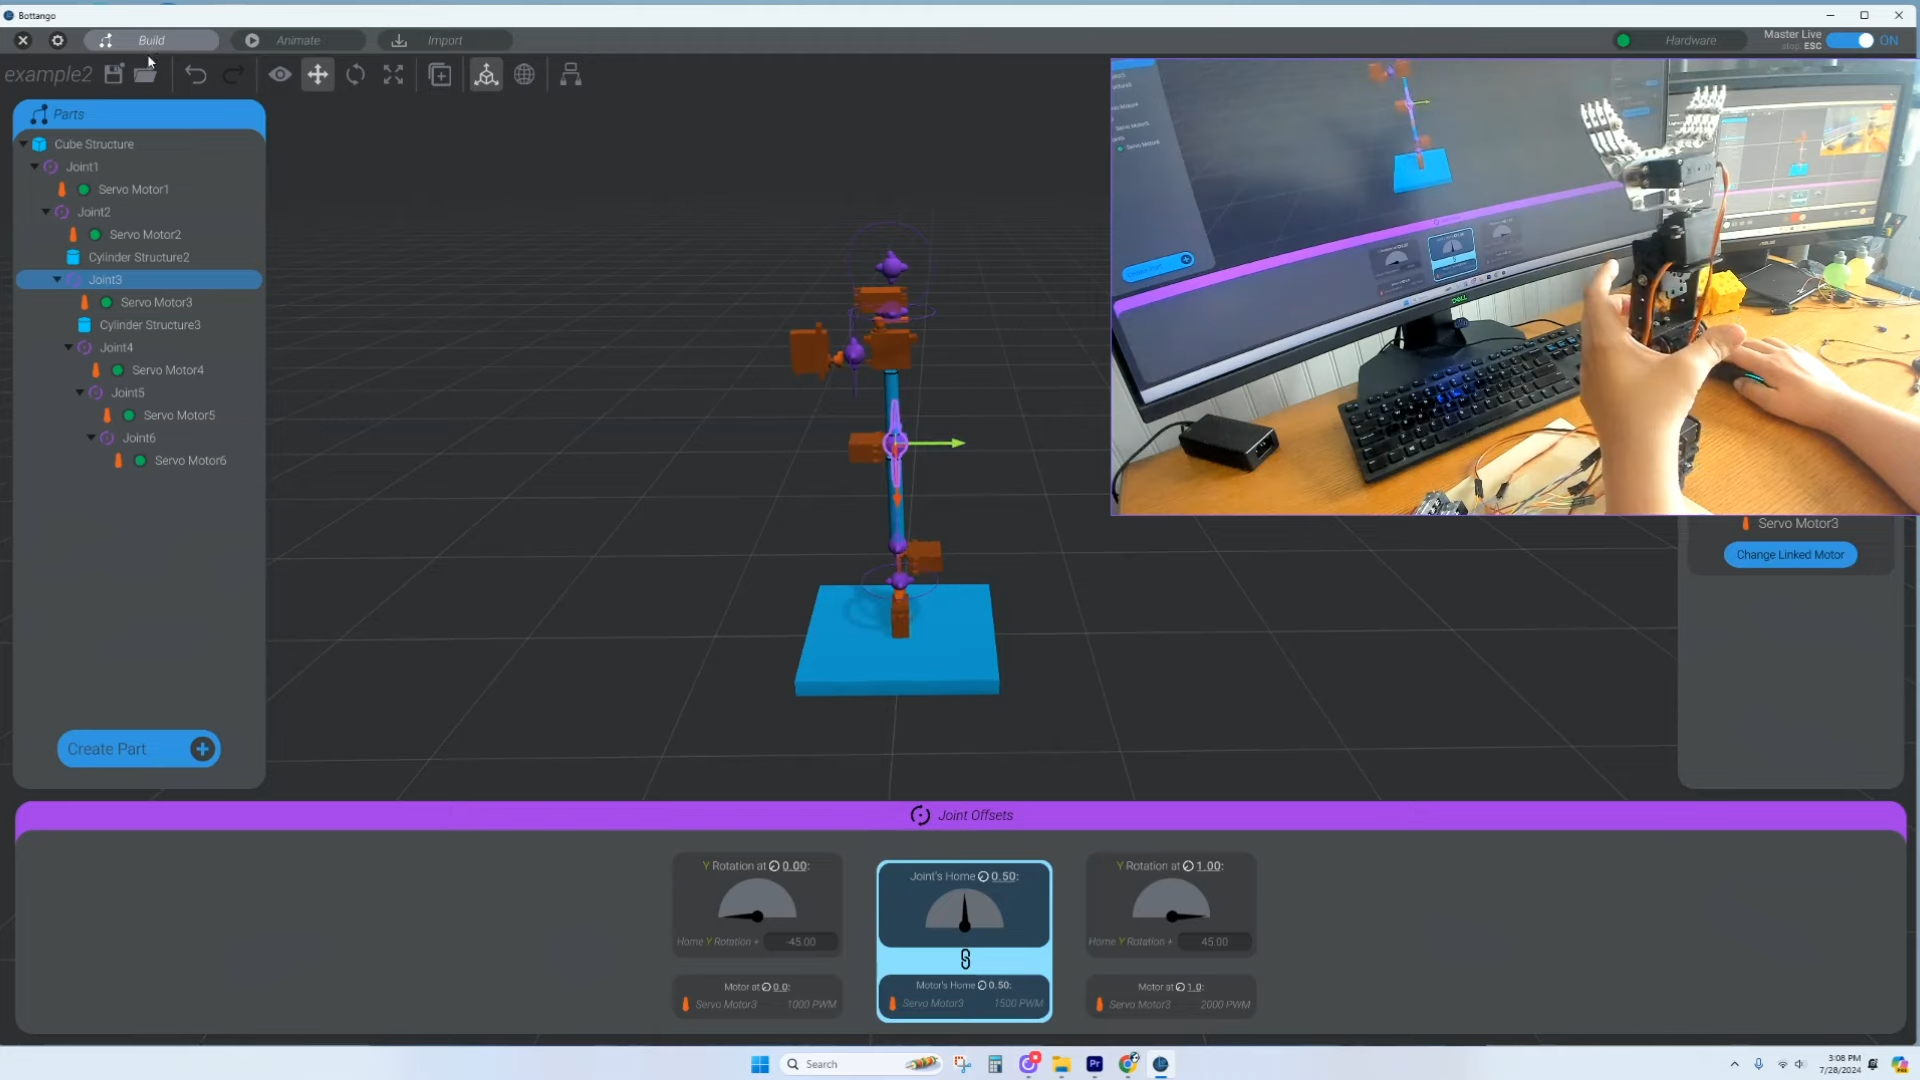 Bottango
Build
Animate
Import
Hardware
Master Live
stop: ESC
ON
example2
Parts
Cube Structure
Joint1
Servo Motor1
Joint2
Servo Motor2
Cylinder Structure2
Joint3
Servo Motor3
Cylinder Structure3
Joint4
Servo Motor4
Joint5
Servo Motor5
Joint6
Servo Motor6
Create Part
DELL
Servo Motor3
Change Linked Motor
Joint Offsets
Y Rotation at 0.00:
Home Y Rotation + -45.00
Motor at 0.0:
Servo Motor3 1000 PWM
Joint's Home 0.50:
Motor's Home 0.50:
Servo Motor3 1500 PWM
Y Rotation at 1.00:
Home Y Rotation + 45.00
Motor at 1.0:
Servo Motor3 2000 PWM
Search
Pr
3:08 PM
7/28/2024